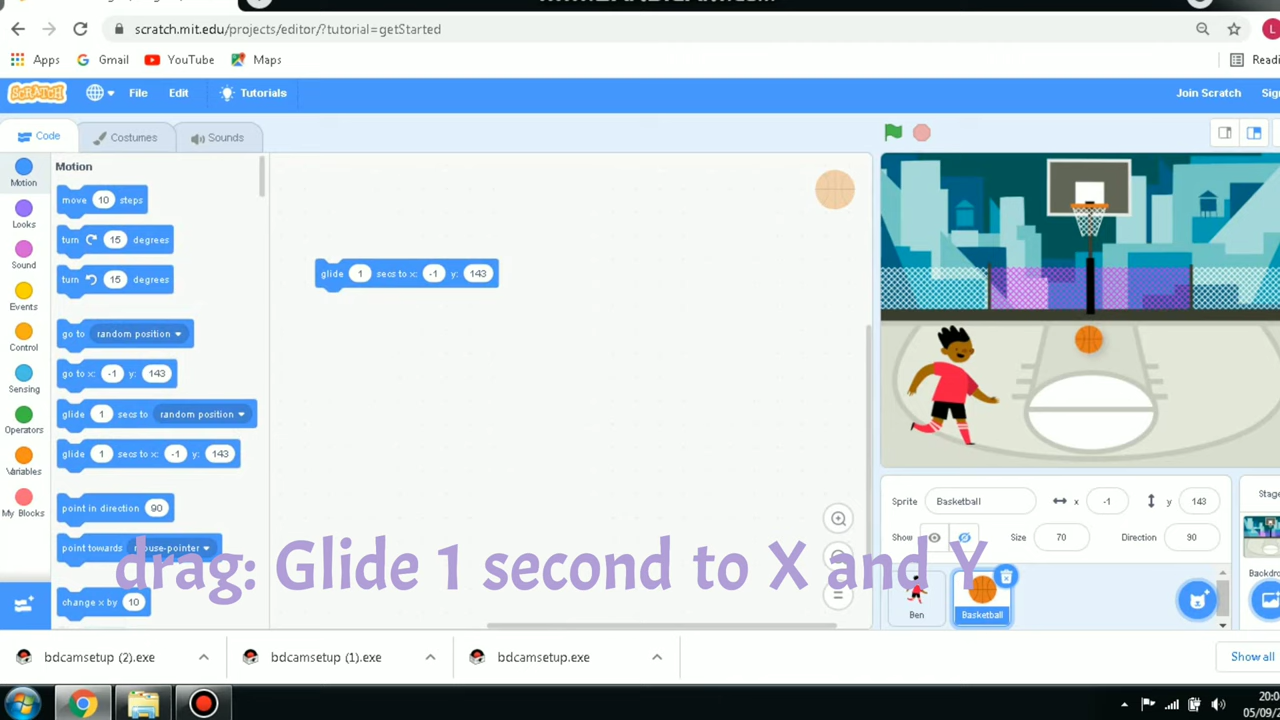 scratch.mit.edu/projects/editor/?tutorial=getStarted
Apps Gmail YouTube Maps
SCRATCH File Edit Tutorials Join Scratch
Code Costumes Sounds
Motion
Looks
Sound
Events
Control
Sensing
Operators
Variables
My Blocks
Motion
move 10 steps
turn 15 degrees
turn 15 degrees
go to random position
go to x: -1 y: 143
glide 1 secs to random position
glide 1 secs to x: -1 y: 143
point in direction 90
point towards mouse-pointer
change x by 10
glide 1 secs to x: -1 y: 143
Sprite Basketball x -1 y 143
Show Size 70 Direction 90
Ben
Basketball
drag: Glide 1 second to X and Y
bdcamsetup (2).exe bdcamsetup (1).exe bdcamsetup.exe Show all